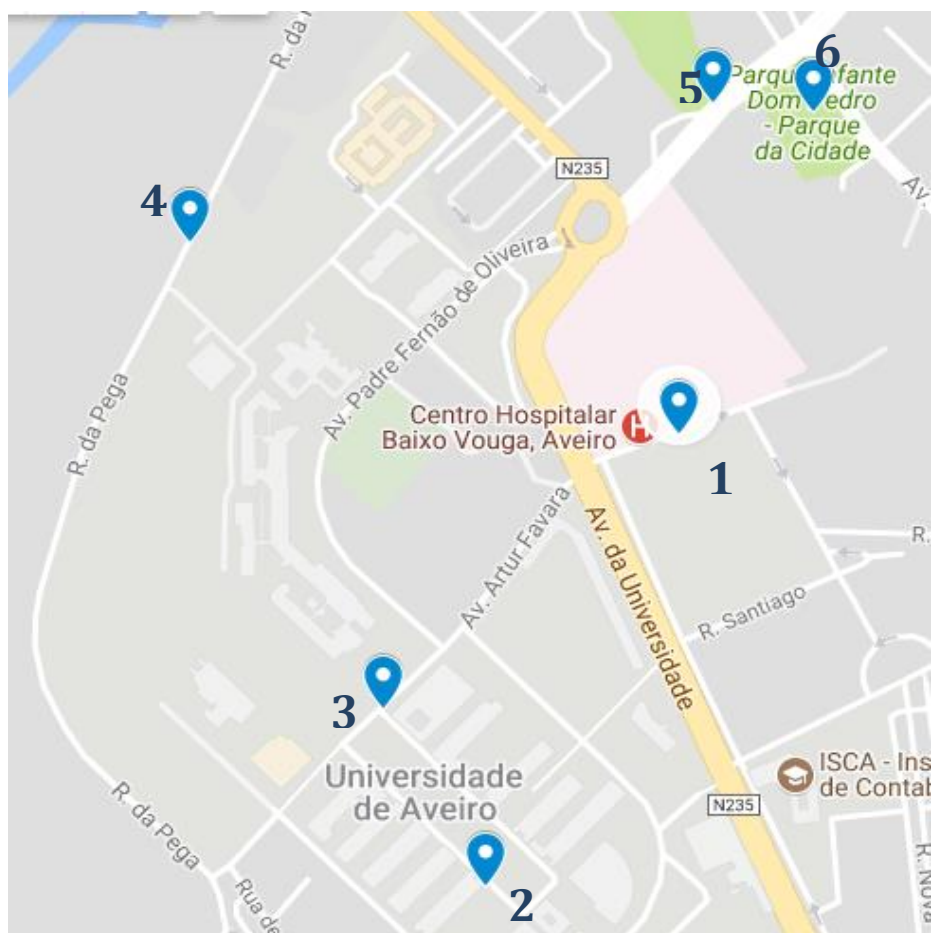 R. da
6
5
Parque Infante
Dom Pedro
- Parque
da Cidade
N235
4
Av.
Av. Padre Fernão de Oliveira
R. da Pega
Centro Hospitalar
Baixo Vouga, Aveiro
H
1
Av. Artur Favara
Av. da Universidade
R.
R. Santiago
3
Universidade
de Aveiro
ISCA - Ins
de Contab
N235
R. da Pega
2
Rua de
R. Nova